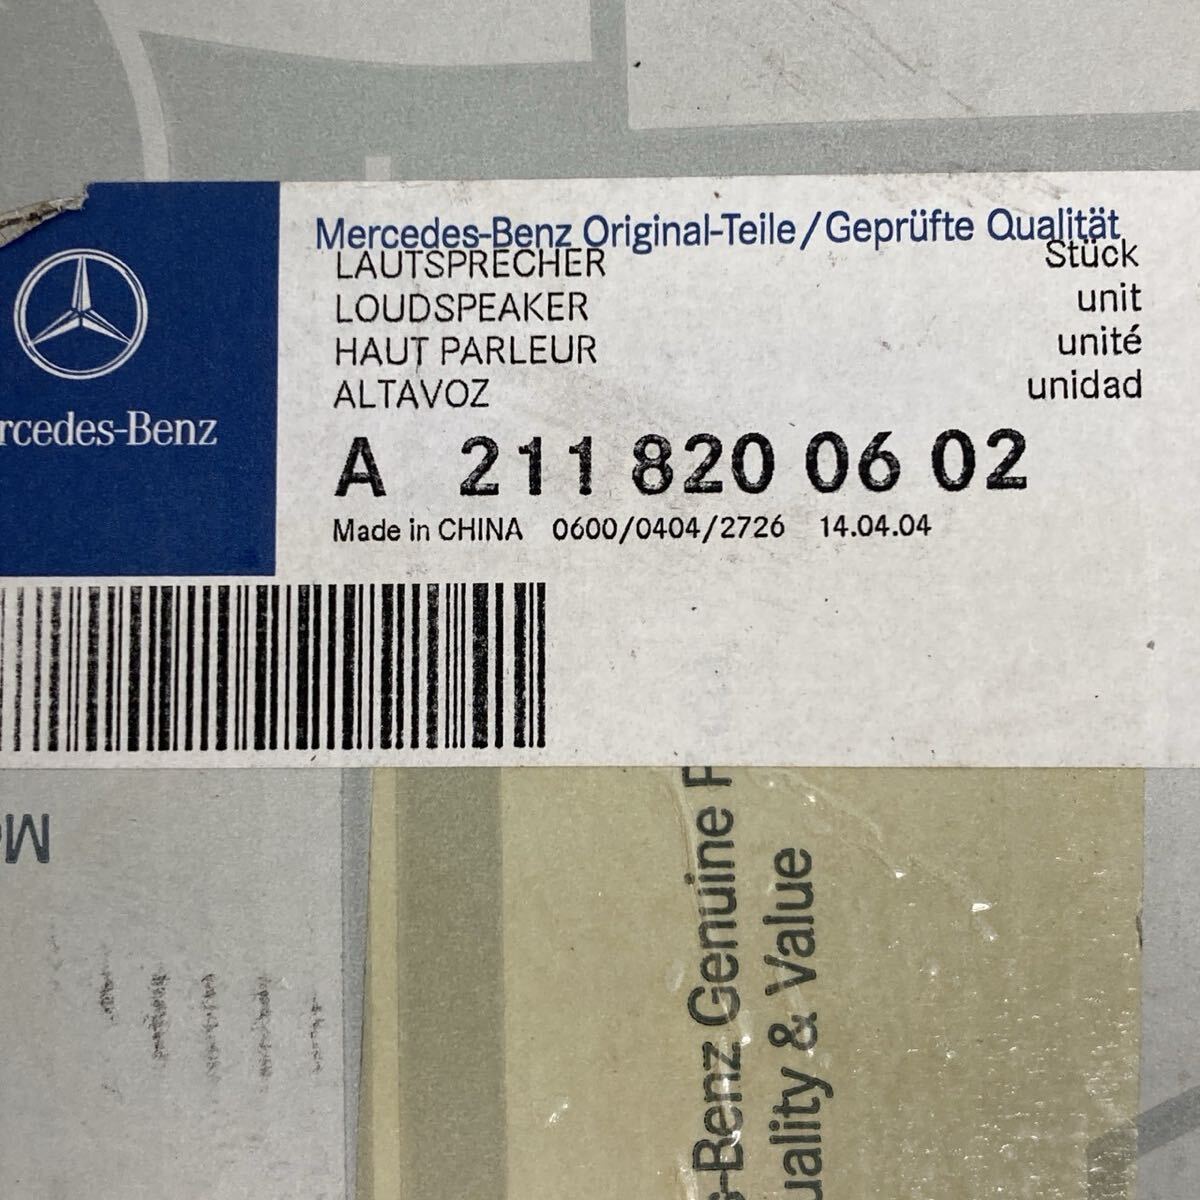 Mercedes-Benz Original-Teile/Geprüfte Qualität
LAUTSPRECHER Stück
LOUDSPEAKER unit
HAUT PARLEUR unité
ALTAVOZ unidad
rcedes-Benz
A 211 820 06 02
Made in CHINA 0600/0404/2726 14.04.04
M
s-Benz Genuine P
uality & Value